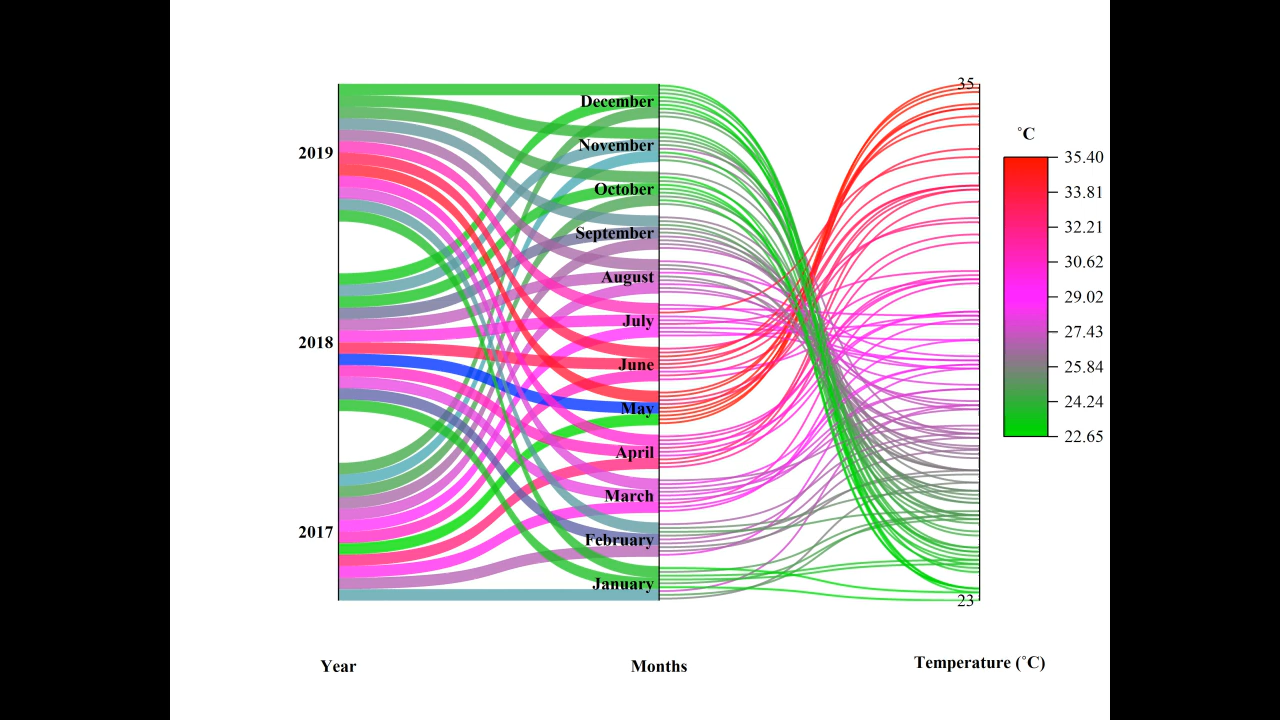 35
˚C
December
35.40
2019
November
33.81
October
32.21
September
30.62
August
29.02
July
27.43
2018
June
25.84
May
24.24
April
22.65
March
2017
February
January
23
Year
Months
Temperature (˚C)